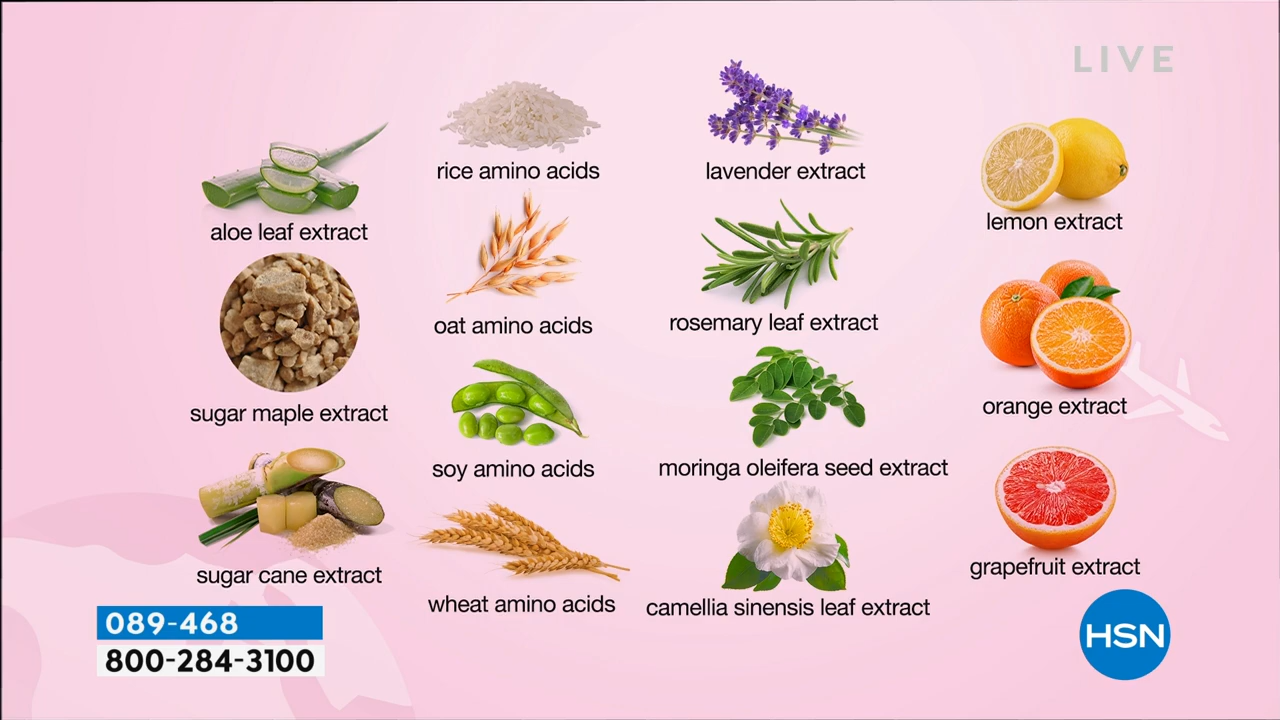 LIVE
rice amino acids
lavender extract
lemon extract
aloe leaf extract
oat amino acids
rosemary leaf extract
sugar maple extract
orange extract
soy amino acids
moringa oleifera seed extract
sugar cane extract
grapefruit extract
wheat amino acids
camellia sinensis leaf extract
089-468
800-284-3100
HSN